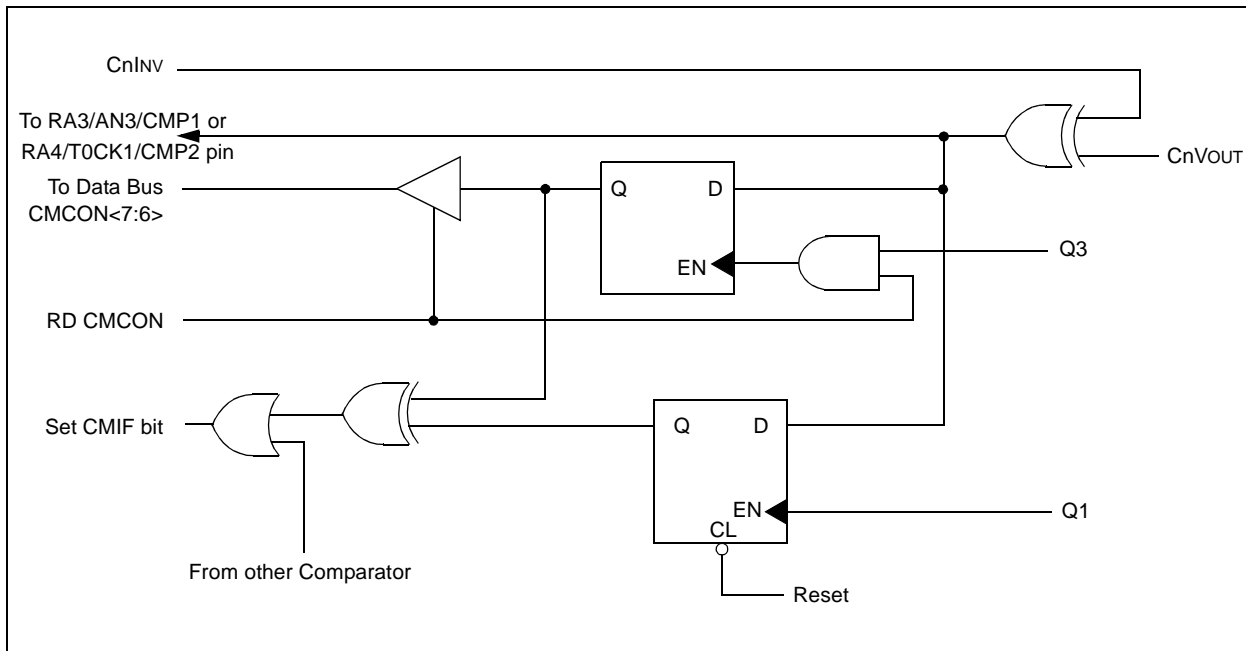 CnINV
To RA3/AN3/CMP1 or
RA4/T0CK1/CMP2 pin
CnVOUT
To Data Bus
CMCON<7:6>
Q D
EN
Q3
RD CMCON
Set CMIF bit
Q D
EN
CL
Q1
From other Comparator
Reset